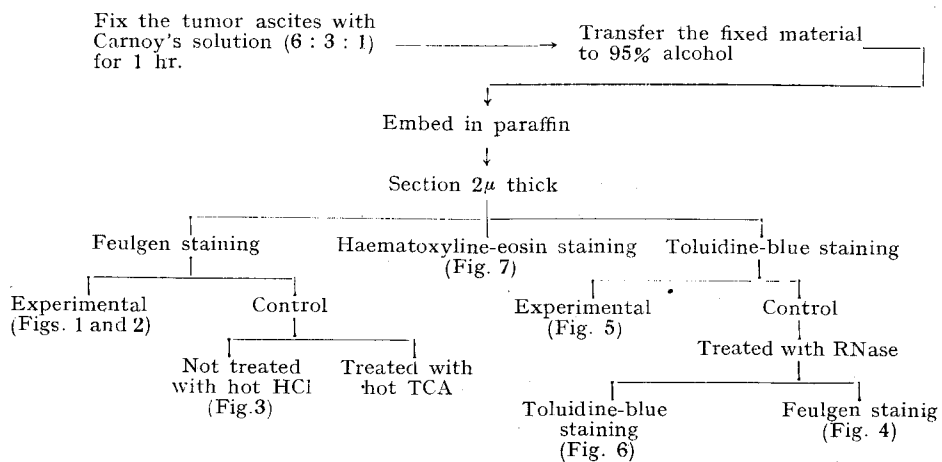 Fix the tumor ascites with
Carnoy's solution (6 : 3 : 1)
for 1 hr.
Transfer the fixed material
to 95% alcohol
Embed in paraffin
Section 2μ thick
Feulgen staining
Haematoxyline-eosin staining
(Fig. 7)
Toluidine-blue staining
Experimental
(Figs. 1 and 2)
Control
Experimental
(Fig. 5)
Control
Not treated
with hot HCl
(Fig.3)
Treated with
hot TCA
Treated with RNase
Toluidine-blue
staining
(Fig. 6)
Feulgen stainig
(Fig. 4)